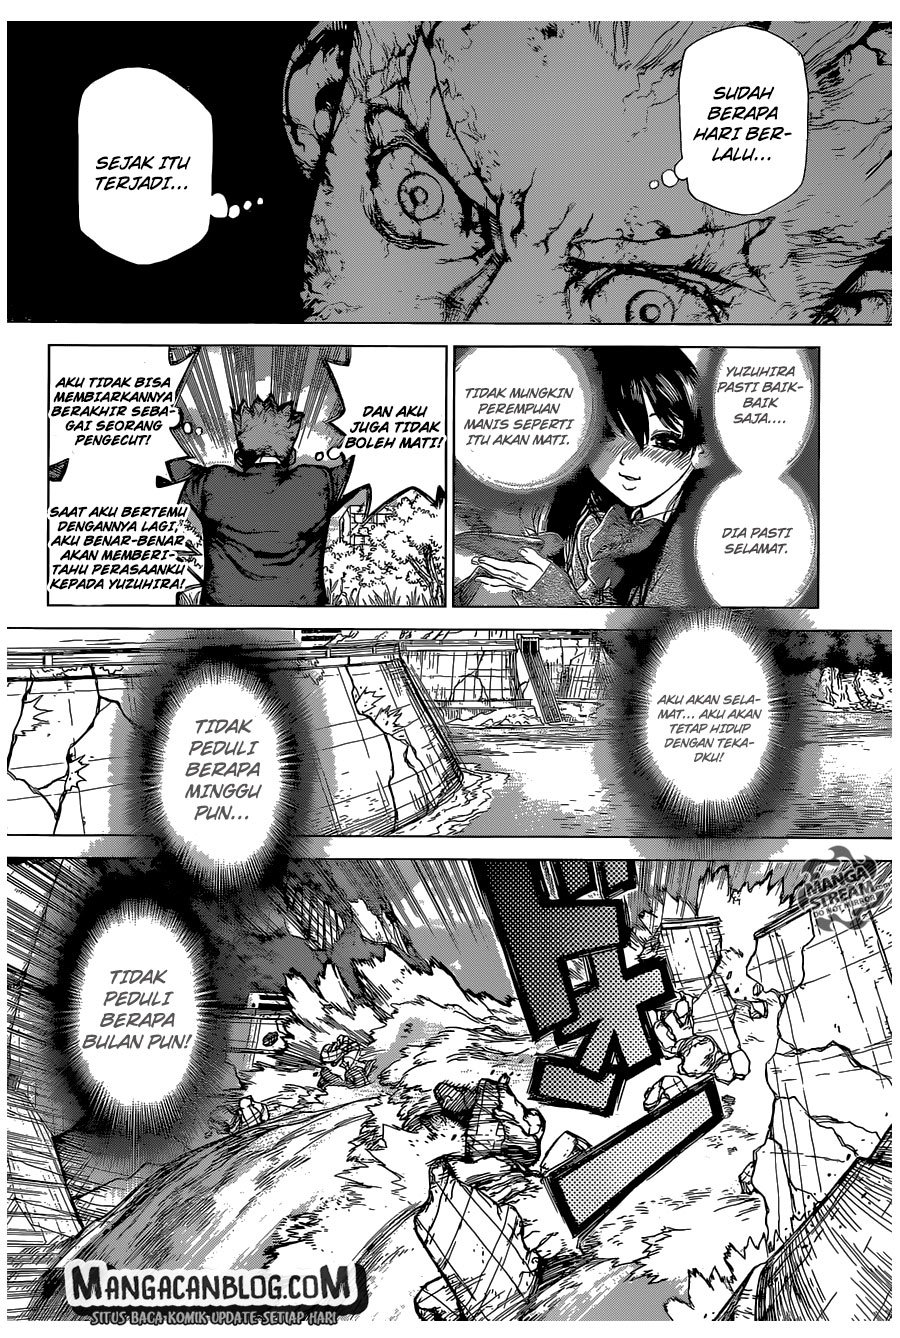 SUDAH
BERAPA
HARI BER-
LALU...
SEJAK ITU
TERJADI...
YUZUHIRA
PASTI BAIK-
BAIK
SAJA....
TIDAK MUNGKIN
PEREMPUAN
MANIS SEPERTI
ITU AKAN MATI.
DIA PASTI
SELAMAT.
DAN AKU
JUGA TIDAK
BOLEH MATI!
AKU TIDAK BISA
MEMBIARKANNYA
BERAKHIR SEBA-
GAI SEORANG
PENGECUT!
SAAT AKU BERTEMU
DENGANNYA LAGI,
AKU BENAR-BENAR
AKAN MEMBERI-
TAHU PERASAANKU
KEPADA YUZUHIRA!
AKU AKAN SELA-
MAT... AKU AKAN
TETAP HIDUP
DENGAN TEKA-
DKU!
TIDAK
PEDULI
BERAPA
MINGGU
PUN...
MANGA
STREAM
DO NOT MIRROR
TIDAK
PEDULI
BERAPA
BULAN PUN!
MANGACANBLOG.COM
SITUS BACA KOMIK UPDATE SETIAP HARI